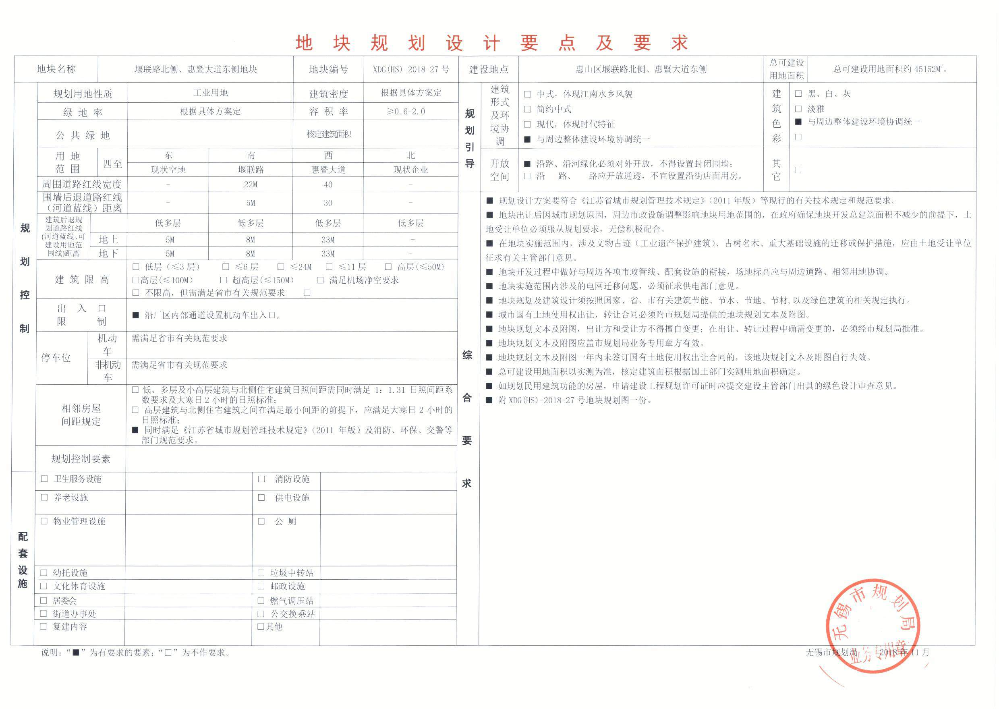 地块规划设计要点及要求
地块名称 堰联路北侧、惠暨大道东侧地块 地块编号 XDG(HS)-2018-27 号 建设地点 惠山区堰联路北侧、惠暨大道东侧 总可建设用地面积 总可建设用地面积约 45152M²。
规划控制
规划用地性质 工业用地 建筑密度 根据具体方案定
绿地率 根据具体方案定 容积率 ≥0.6-2.0
公共绿地 核定建筑面积
用地范围 四至 东 南 西 北
现状空地 堰联路 惠暨大道 现状企业
周围道路红线宽度 - 22M 40 -
围墙后退道路红线（河道蓝线）距离 - 5M 30 -
建筑后退规划道路红线(河道蓝线、可建设用地范围线)距离 低多层 低多层 低多层 低多层
地上 5M 8M 33M -
地下 5M 8M 33M -
建筑限高
□ 低层（≤3 层） □ ≤6 层 □ ≤24M □ ≤11 层 □ 高层(≤50M)
□高层(≤100M) □ 超高层(≤150M) □ 满足机场净空要求
□ 不限高，但需满足省市有关规范要求 □
出入口限制 ■ 沿厂区内部通道设置机动车出入口。
停车位 机动车 需满足省市有关规范要求
非机动车 需满足省市有关规范要求
相邻房屋间距规定
□ 低、多层及小高层建筑与北侧住宅建筑日照间距需同时满足 1：1.31 日照间距系
数要求及大寒日 2 小时的日照标准；
□ 高层建筑与北侧住宅建筑之间在满足最小间距的前提下，应满足大寒日 2 小时的
日照标准；
■ 同时满足《江苏省城市规划管理技术规定》（2011 年版）及消防、环保、交警等
部门规范要求。
规划控制要素
配套设施
□ 卫生服务设施 □ 消防设施
□ 养老设施 □ 供电设施
□ 物业管理设施 □ 公 厕
□ 幼托设施 □ 垃圾中转站
□ 文化体育设施 □ 邮政设施
□ 居委会 □ 燃气调压站
□ 街道办事处 □ 公交换乘站
□ 复建内容 □其他
规划引导
建筑形式及环境协调
□ 中式，体现江南水乡风貌
□ 简约中式
□ 现代，体现时代特征
■ 与周边整体建设环境协调统一
建筑色彩
□ 黑、白、灰
□ 淡雅
■ 与周边整体建设环境协调统一
□
开放空间
■ 沿路、沿河绿化必须对外开放，不得设置封闭围墙；
□ 沿 路、 路应开放通透，不宜设置沿街店面用房。
其它 □
综合要求
■ 规划设计方案要符合《江苏省城市规划管理技术规定》（2011 年版）等现行的有关技术规定和规范要求。
■ 地块出让后因城市规划原因，周边市政设施调整影响地块用地范围的，在政府确保地块开发总建筑面积不减少的前提下，土
地受让单位必须服从规划要求，无偿积极配合。
■ 在地块实施范围内，涉及文物古迹（工业遗产保护建筑）、古树名木、重大基础设施的迁移或保护措施，应由土地受让单位
征求有关主管部门意见。
■ 地块开发过程中做好与周边各项市政管线、配套设施的衔接，场地标高应与周边道路、相邻用地协调。
■ 地块实施范围内涉及的电网迁移问题，必须征求供电部门意见。
■ 地块规划及建筑设计须按照国家、省、市有关建筑节能、节水、节地、节材,以及绿色建筑的相关规定执行。
■ 城市国有土地使用权出让，转让合同必须附市规划局提供的地块规划文本及附图。
■ 地块规划文本及附图，出让方和受让方不得擅自变更；在出让、转让过程中确需变更的，必须经市规划局批准。
■ 地块规划文本及附图应盖市规划局业务专用章方有效。
■ 地块规划文本及附图一年内未签订国有土地使用权出让合同的，该地块规划文本及附图自行失效。
■ 总可建设用地面积以实测为准，核定建筑面积根据国土部门实测用地面积确定。
■ 如规划民用建筑功能的房屋，申请建设工程规划许可证时应提交建设主管部门出具的绿色设计审查意见。
■ 附 XDG(HS)-2018-27 号地块规划图一份。
说明：“■”为有要求的要素；“□”为不作要求。
无锡市规划局 2018 年 11 月
无锡市规划局
业务专用章